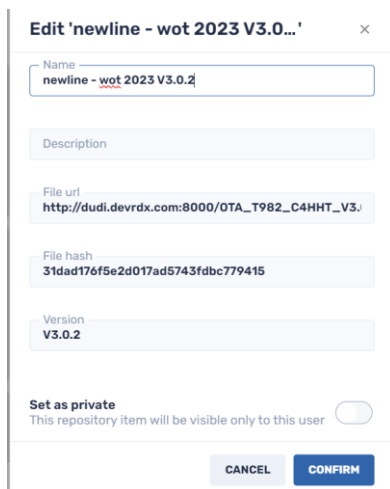 Edit 'newline - wot 2023 V3.0...'
×
Name
newline - wot 2023 V3.0.2
Description
File url
http://dudi.devrdx.com:8000/OTA_T982_C4HHT_V3.
File hash
31dad176f5e2d017ad5743fdbc779415
Version
V3.0.2
Set as private
This repository item will be visible only to this user
CANCEL
CONFIRM